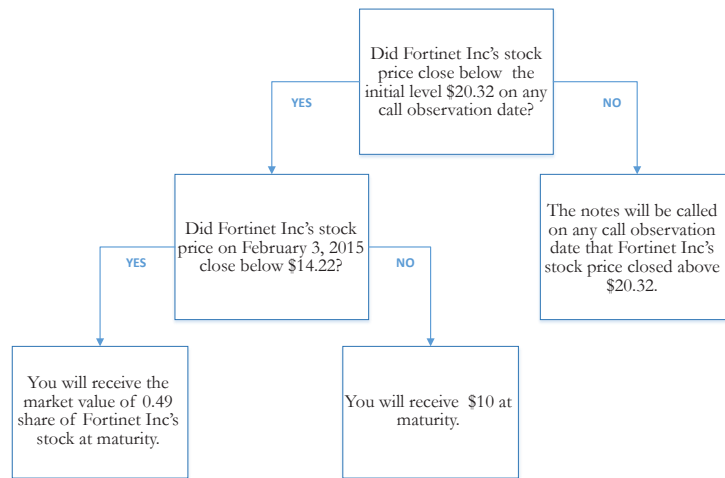 Did Fortinet Inc's stock
price close below the
initial level $20.32 on any
call observation date?
YES
NO
Did Fortinet Inc's stock
price on February 3, 2015
close below $14.22?
The notes will be called
on any call observation
date that Fortinet Inc's
stock price closed above
$20.32.
YES
NO
You will receive the
market value of 0.49
share of Fortinet Inc's
stock at maturity.
You will receive $10 at
maturity.